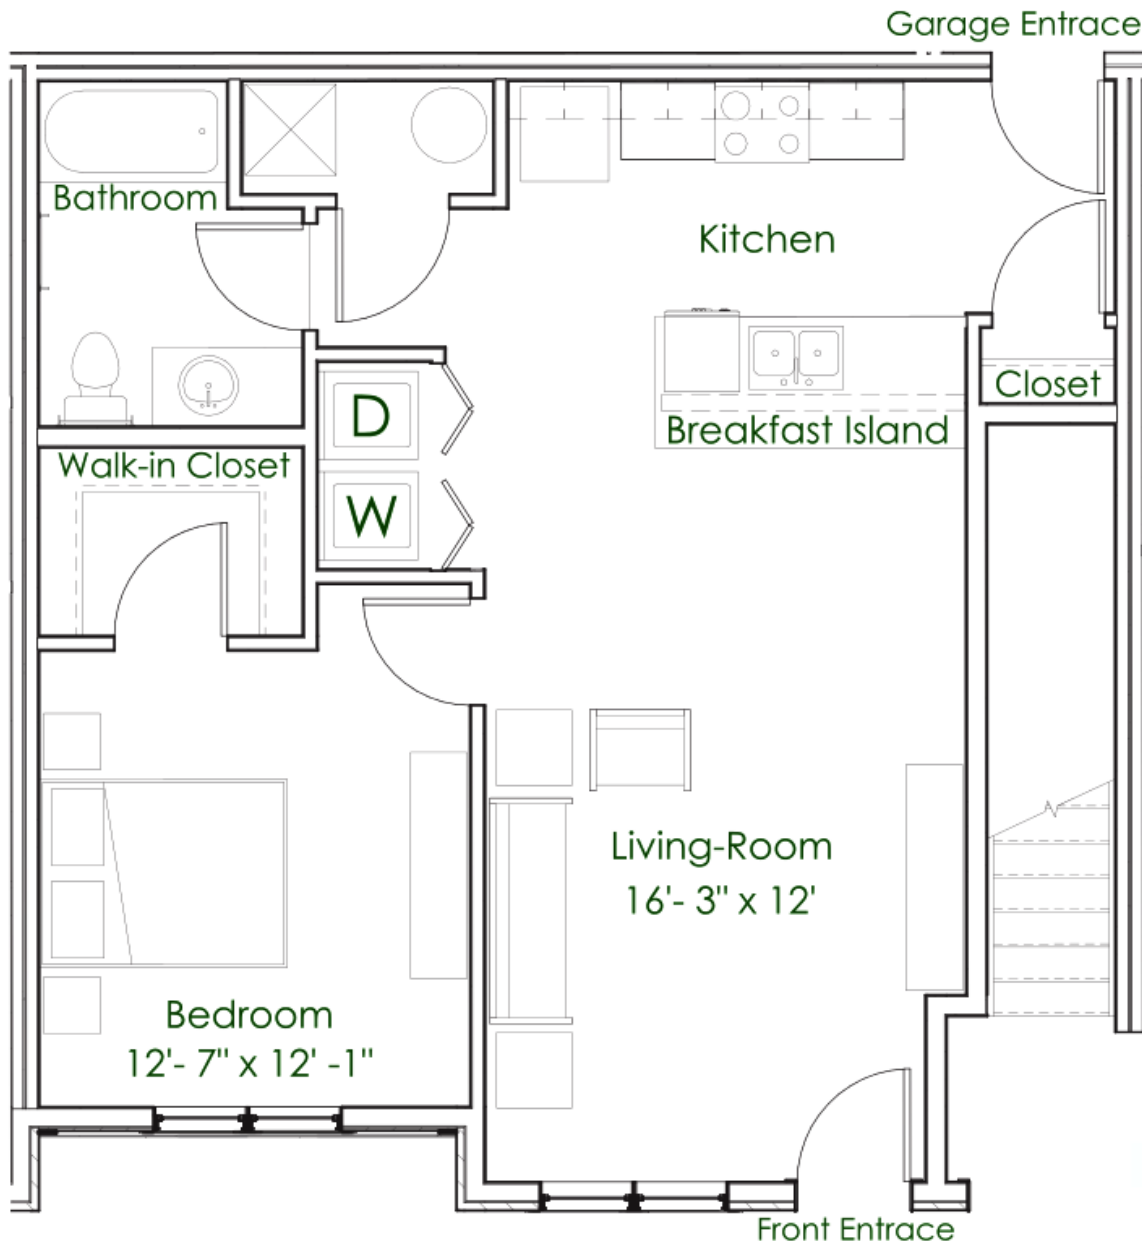 Garage Entrace
Bathroom
Kitchen
Closet
D
Breakfast Island
Walk-in Closet
W
Living-Room
16'- 3" x 12'
Bedroom
12'- 7" x 12' -1"
Front Entrace